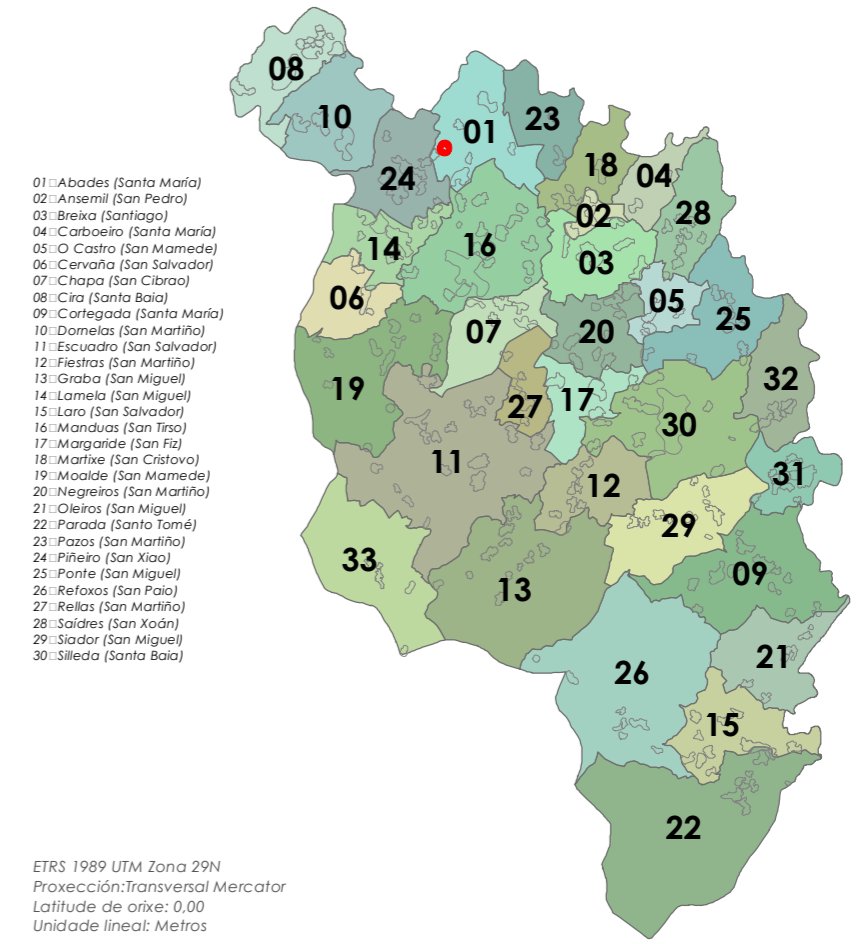 08
10
01
23
24
18
04
02
28
14
16
03
06
05
07
20
25
19
17
32
27
30
11
12
31
29
33
13
09
26
21
15
22
01□Abades (Santa María)
02□Ansemil (San Pedro)
03□Breixa (Santiago)
04□Carboeiro (Santa María)
05□O Castro (San Mamede)
06□Cervaña (San Salvador)
07□Chapa (San Cibrao)
08□Cira (Santa Baia)
09□Cortegada (Santa María)
10□Dornelas (San Martiño)
11□Escuadro (San Salvador)
12□Fiestras (San Martiño)
13□Graba (San Miguel)
14□Lamela (San Miguel)
15□Laro (San Salvador)
16□Manduas (San Tirso)
17□Margaride (San Fiz)
18□Martixe (San Cristovo)
19□Moalde (San Mamede)
20□Negreiros (San Martiño)
21□Oleiros (San Miguel)
22□Parada (Santo Tomé)
23□Pazos (San Martiño)
24□Piñeiro (San Xiao)
25□Ponte (San Miguel)
26□Refoxos (San Paio)
27□Rellas (San Martiño)
28□Saídres (San Xoán)
29□Siador (San Miguel)
30□Silleda (Santa Baia)
ETRS 1989 UTM Zona 29N
Proxección:Transversal Mercator
Latitude de orixe: 0,00
Unidade lineal: Metros